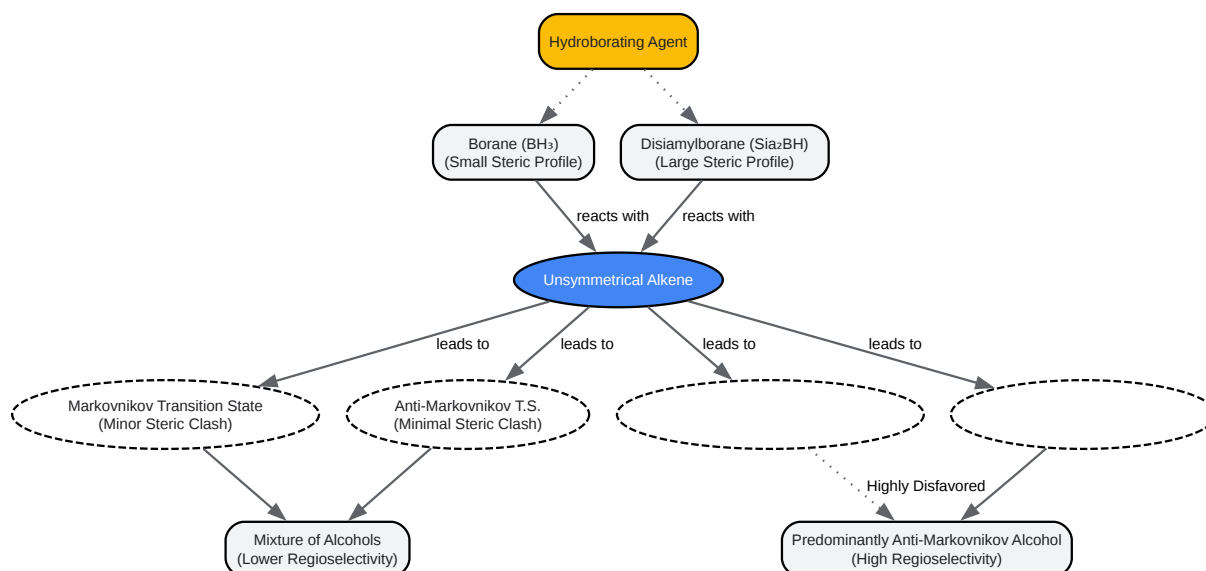 Hydroborating Agent
Borane (BH₃)
(Small Steric Profile)
Disiamylborane (Sia₂BH)
(Large Steric Profile)
reacts with
reacts with
Unsymmetrical Alkene
leads to
leads to
leads to
leads to
Markovnikov Transition State
(Minor Steric Clash)
Anti-Markovnikov T.S.
(Minimal Steric Clash)
Highly Disfavored
Mixture of Alcohols
(Lower Regioselectivity)
Predominantly Anti-Markovnikov Alcohol
(High Regioselectivity)